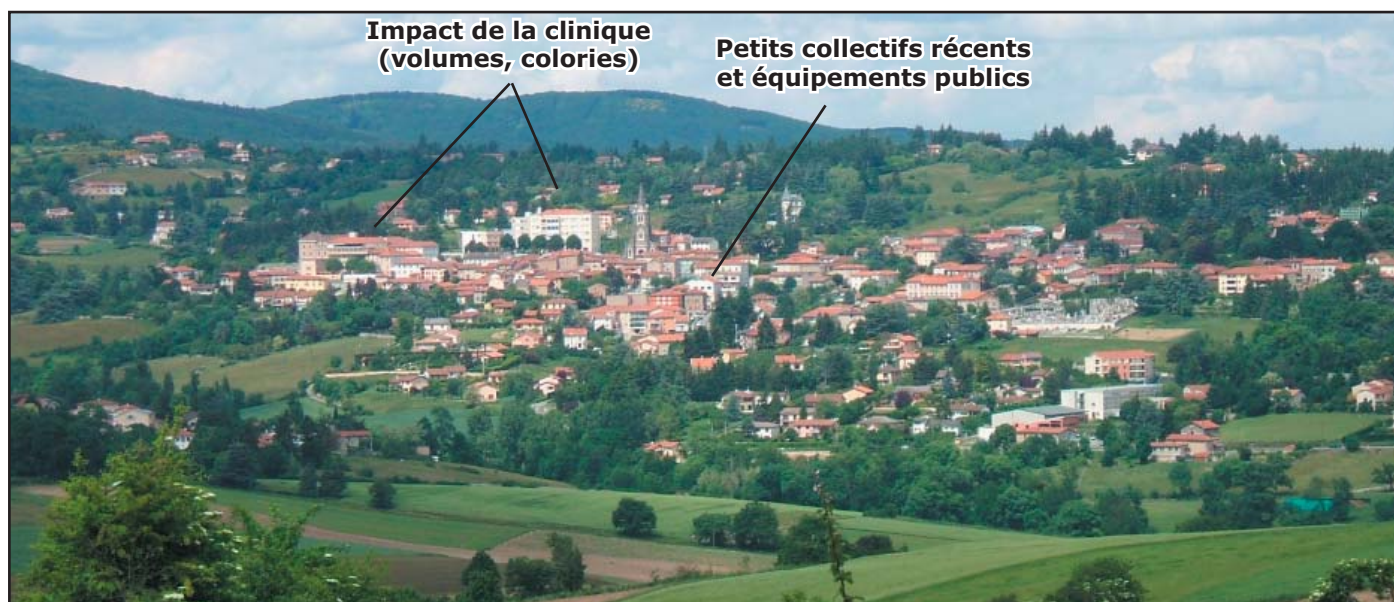 Impact de la clinique
(volumes, colories)
Petits collectifs récents
et équipements publics